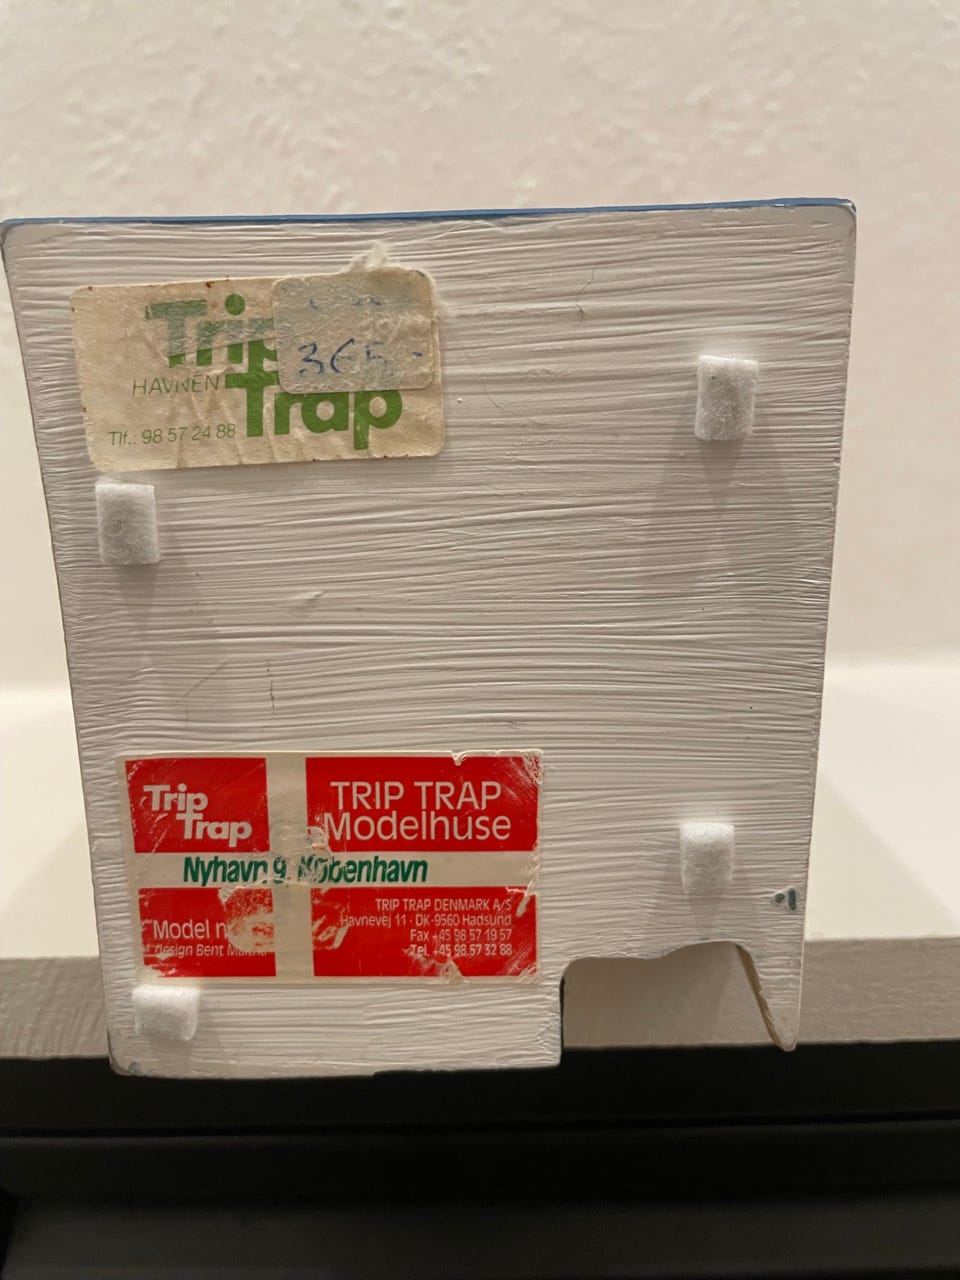 Trip
365,-
HAVNEN Trap
Tlf.: 98 57 24 88
Trip
Trap
TRIP TRAP
Modelhuse
Nyhavn 9, København
Model n
design Bent
TRIP TRAP DENMARK A/S
Havnevej 11 - DK-9560 Hadsund
Fax +45 98 57 19 57
Tel. +45 98 57 32 88